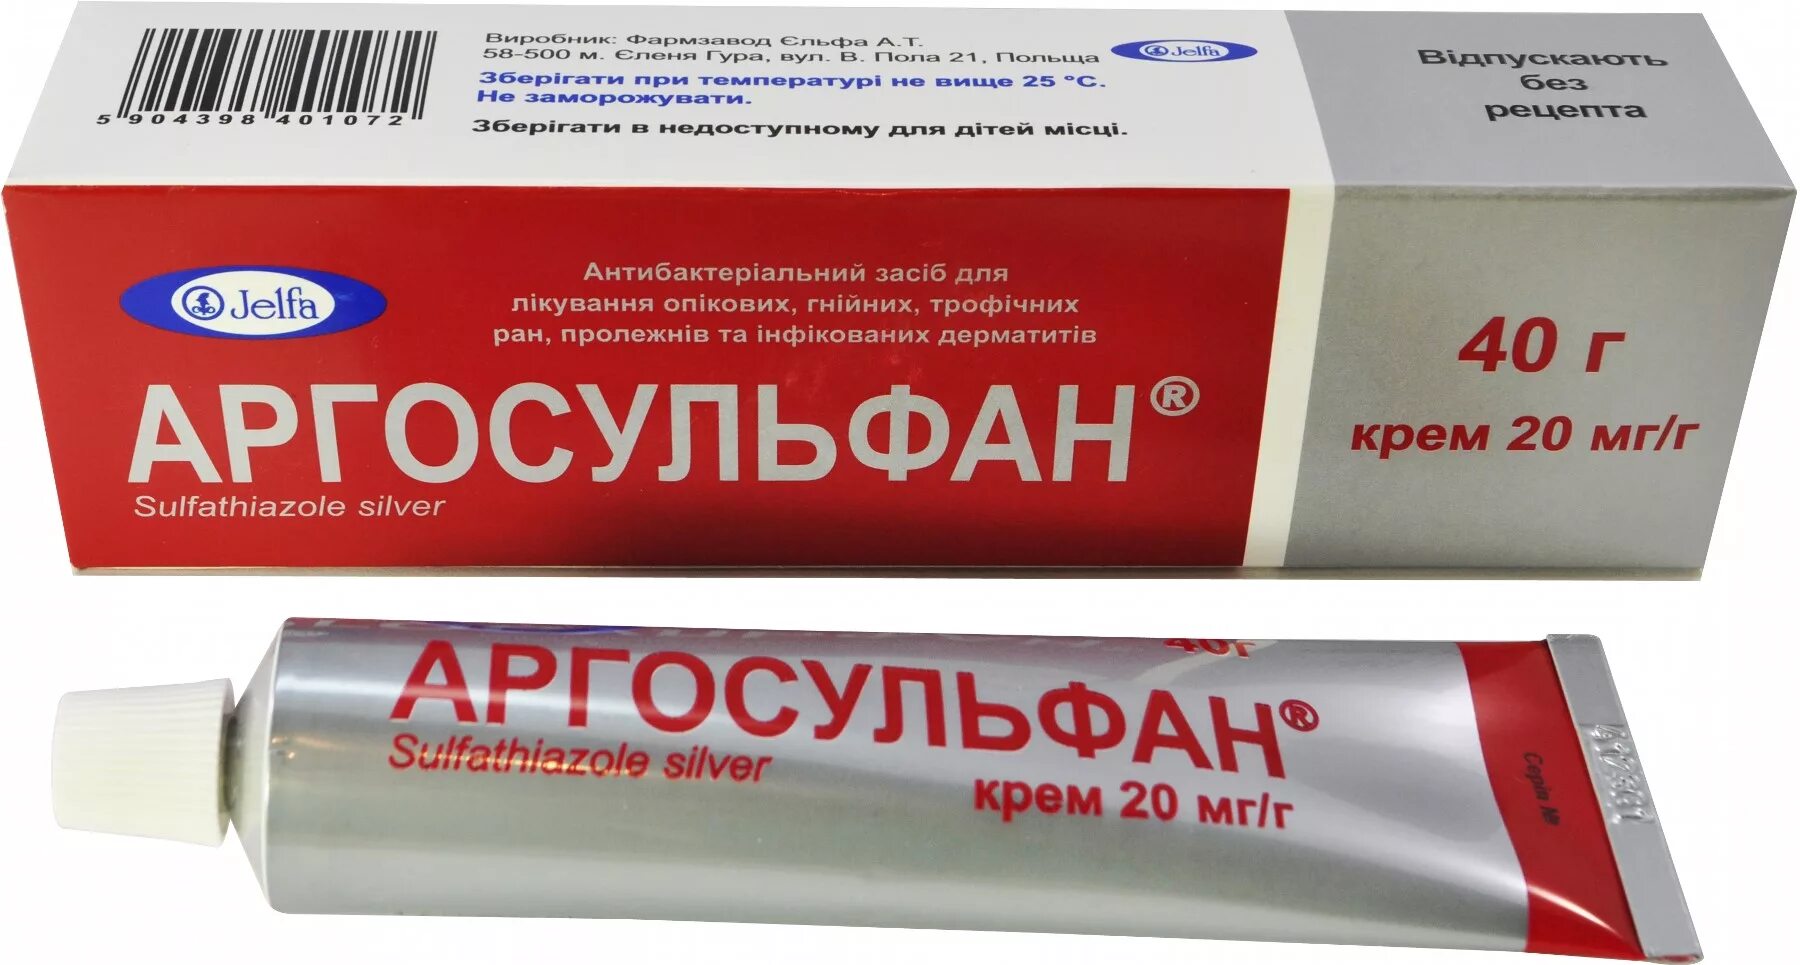 5 904398 401072
Виробник: Фармзавод Єльфа А.Т.
58-500 м. Єленя Гура, вул. В. Пола 21, Польща
Зберігати при температурі не вище 25 °C.
Не заморожувати.
Зберігати в недоступному для дітей місці.
Jelfa
Відпускають
без
рецепта
Jelfa
Антибактеріальний засіб для
лікування опікових, гнійних, трофічних
ран, пролежнів та інфікованих дерматитів
АРГОСУЛЬФАН®
Sulfathiazole silver
40 г
крем 20 мг/г
40г
АРГОСУЛЬФАН®
Sulfathiazole silver
крем 20 мг/г
Серія №